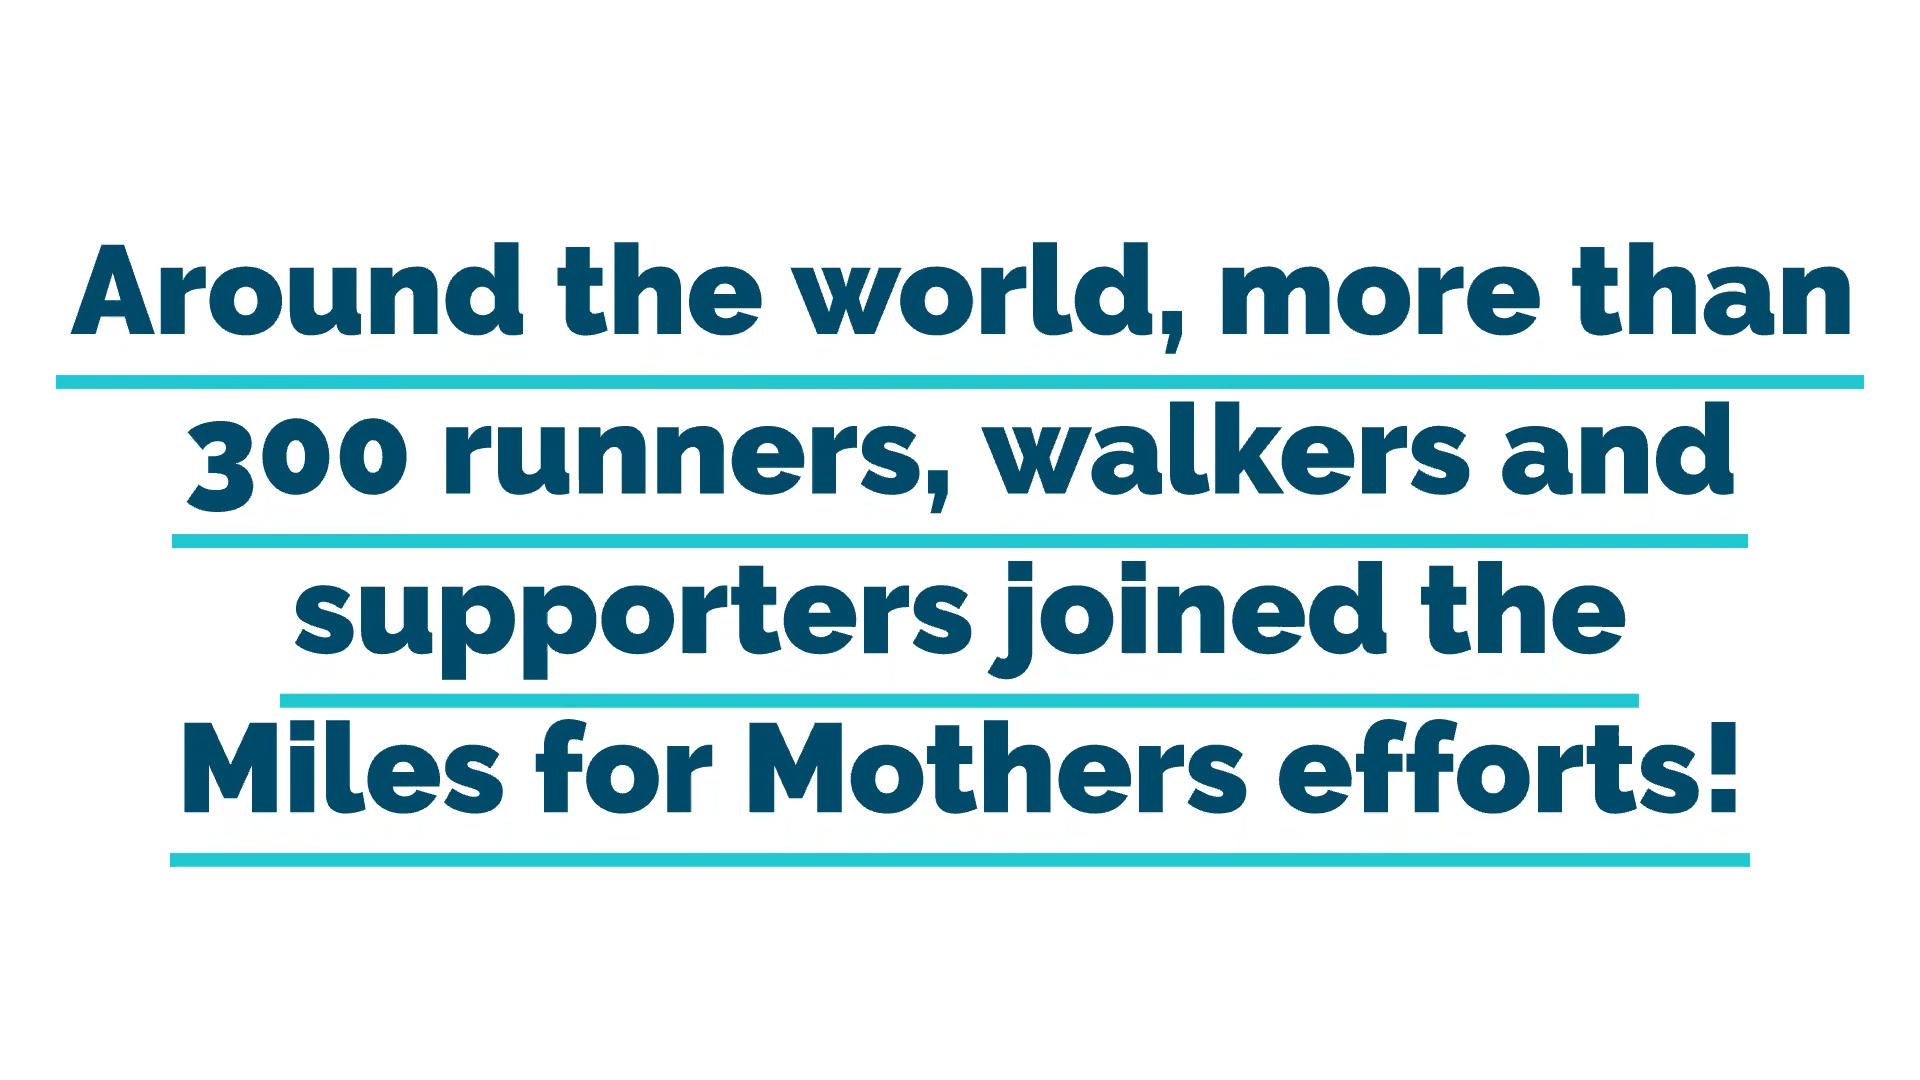 Around the world, more than
300 runners, walkers and
supporters joined the
Miles for Mothers efforts!